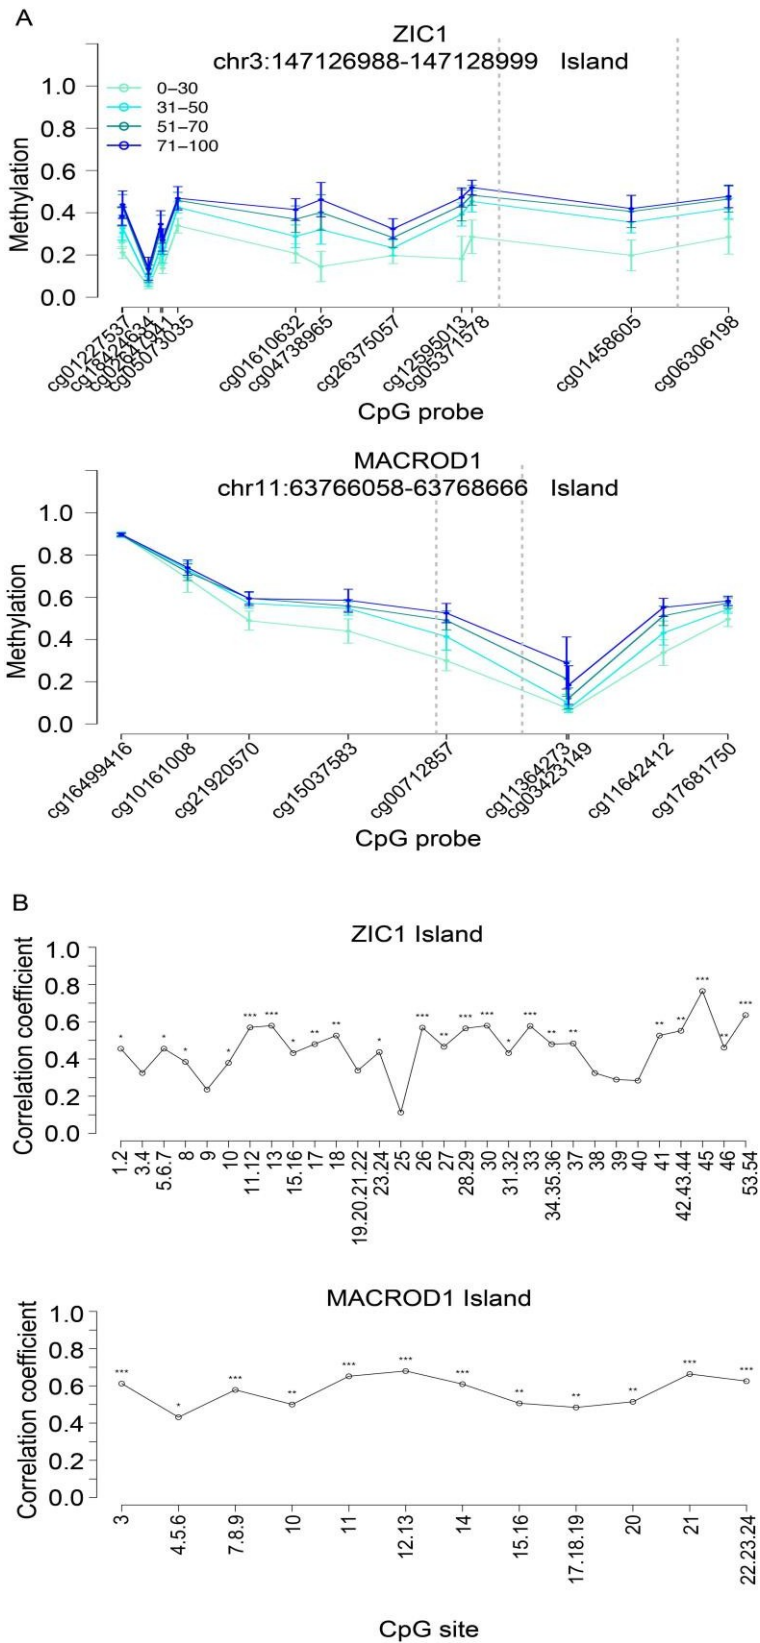 A
ZIC1
chr3:147126988-147128999 Island
0−30
31−50
51−70
71−100
Methylation
1.0
0.8
0.6
0.4
0.2
0.0
cg01227537
cg18424634
cg02647941
cg05073035
cg01610632
cg04738965
cg26375057
cg12595013
cg05371578
cg01458605
cg06306198
CpG probe
MACROD1
chr11:63766058-63768666 Island
Methylation
1.0
0.8
0.6
0.4
0.2
0.0
cg16499416
cg10161008
cg21920570
cg15037583
cg00712857
cg11364273
cg03423149
cg11642412
cg17681750
CpG probe
B
ZIC1 Island
Correlation coefficient
1.0
0.8
0.6
0.4
0.2
0.0
* * * * *** *** * ** ** * *** ** *** *** * *** ** ** ** ** *** ** ***
1.2
3.4
5.6.7
8
9
10
11.12
13
15.16
17
18
19.20.21.22
23.24
25
26
27
28.29
30
31.32
33
34.35.36
37
38
39
40
41
42.43.44
45
46
53.54
MACROD1 Island
Correlation coefficient
1.0
0.8
0.6
0.4
0.2
0.0
*** * *** ** *** *** *** ** ** ** *** ***
3
4.5.6
7.8.9
10
11
12.13
14
15.16
17.18.19
20
21
22.23.24
CpG site